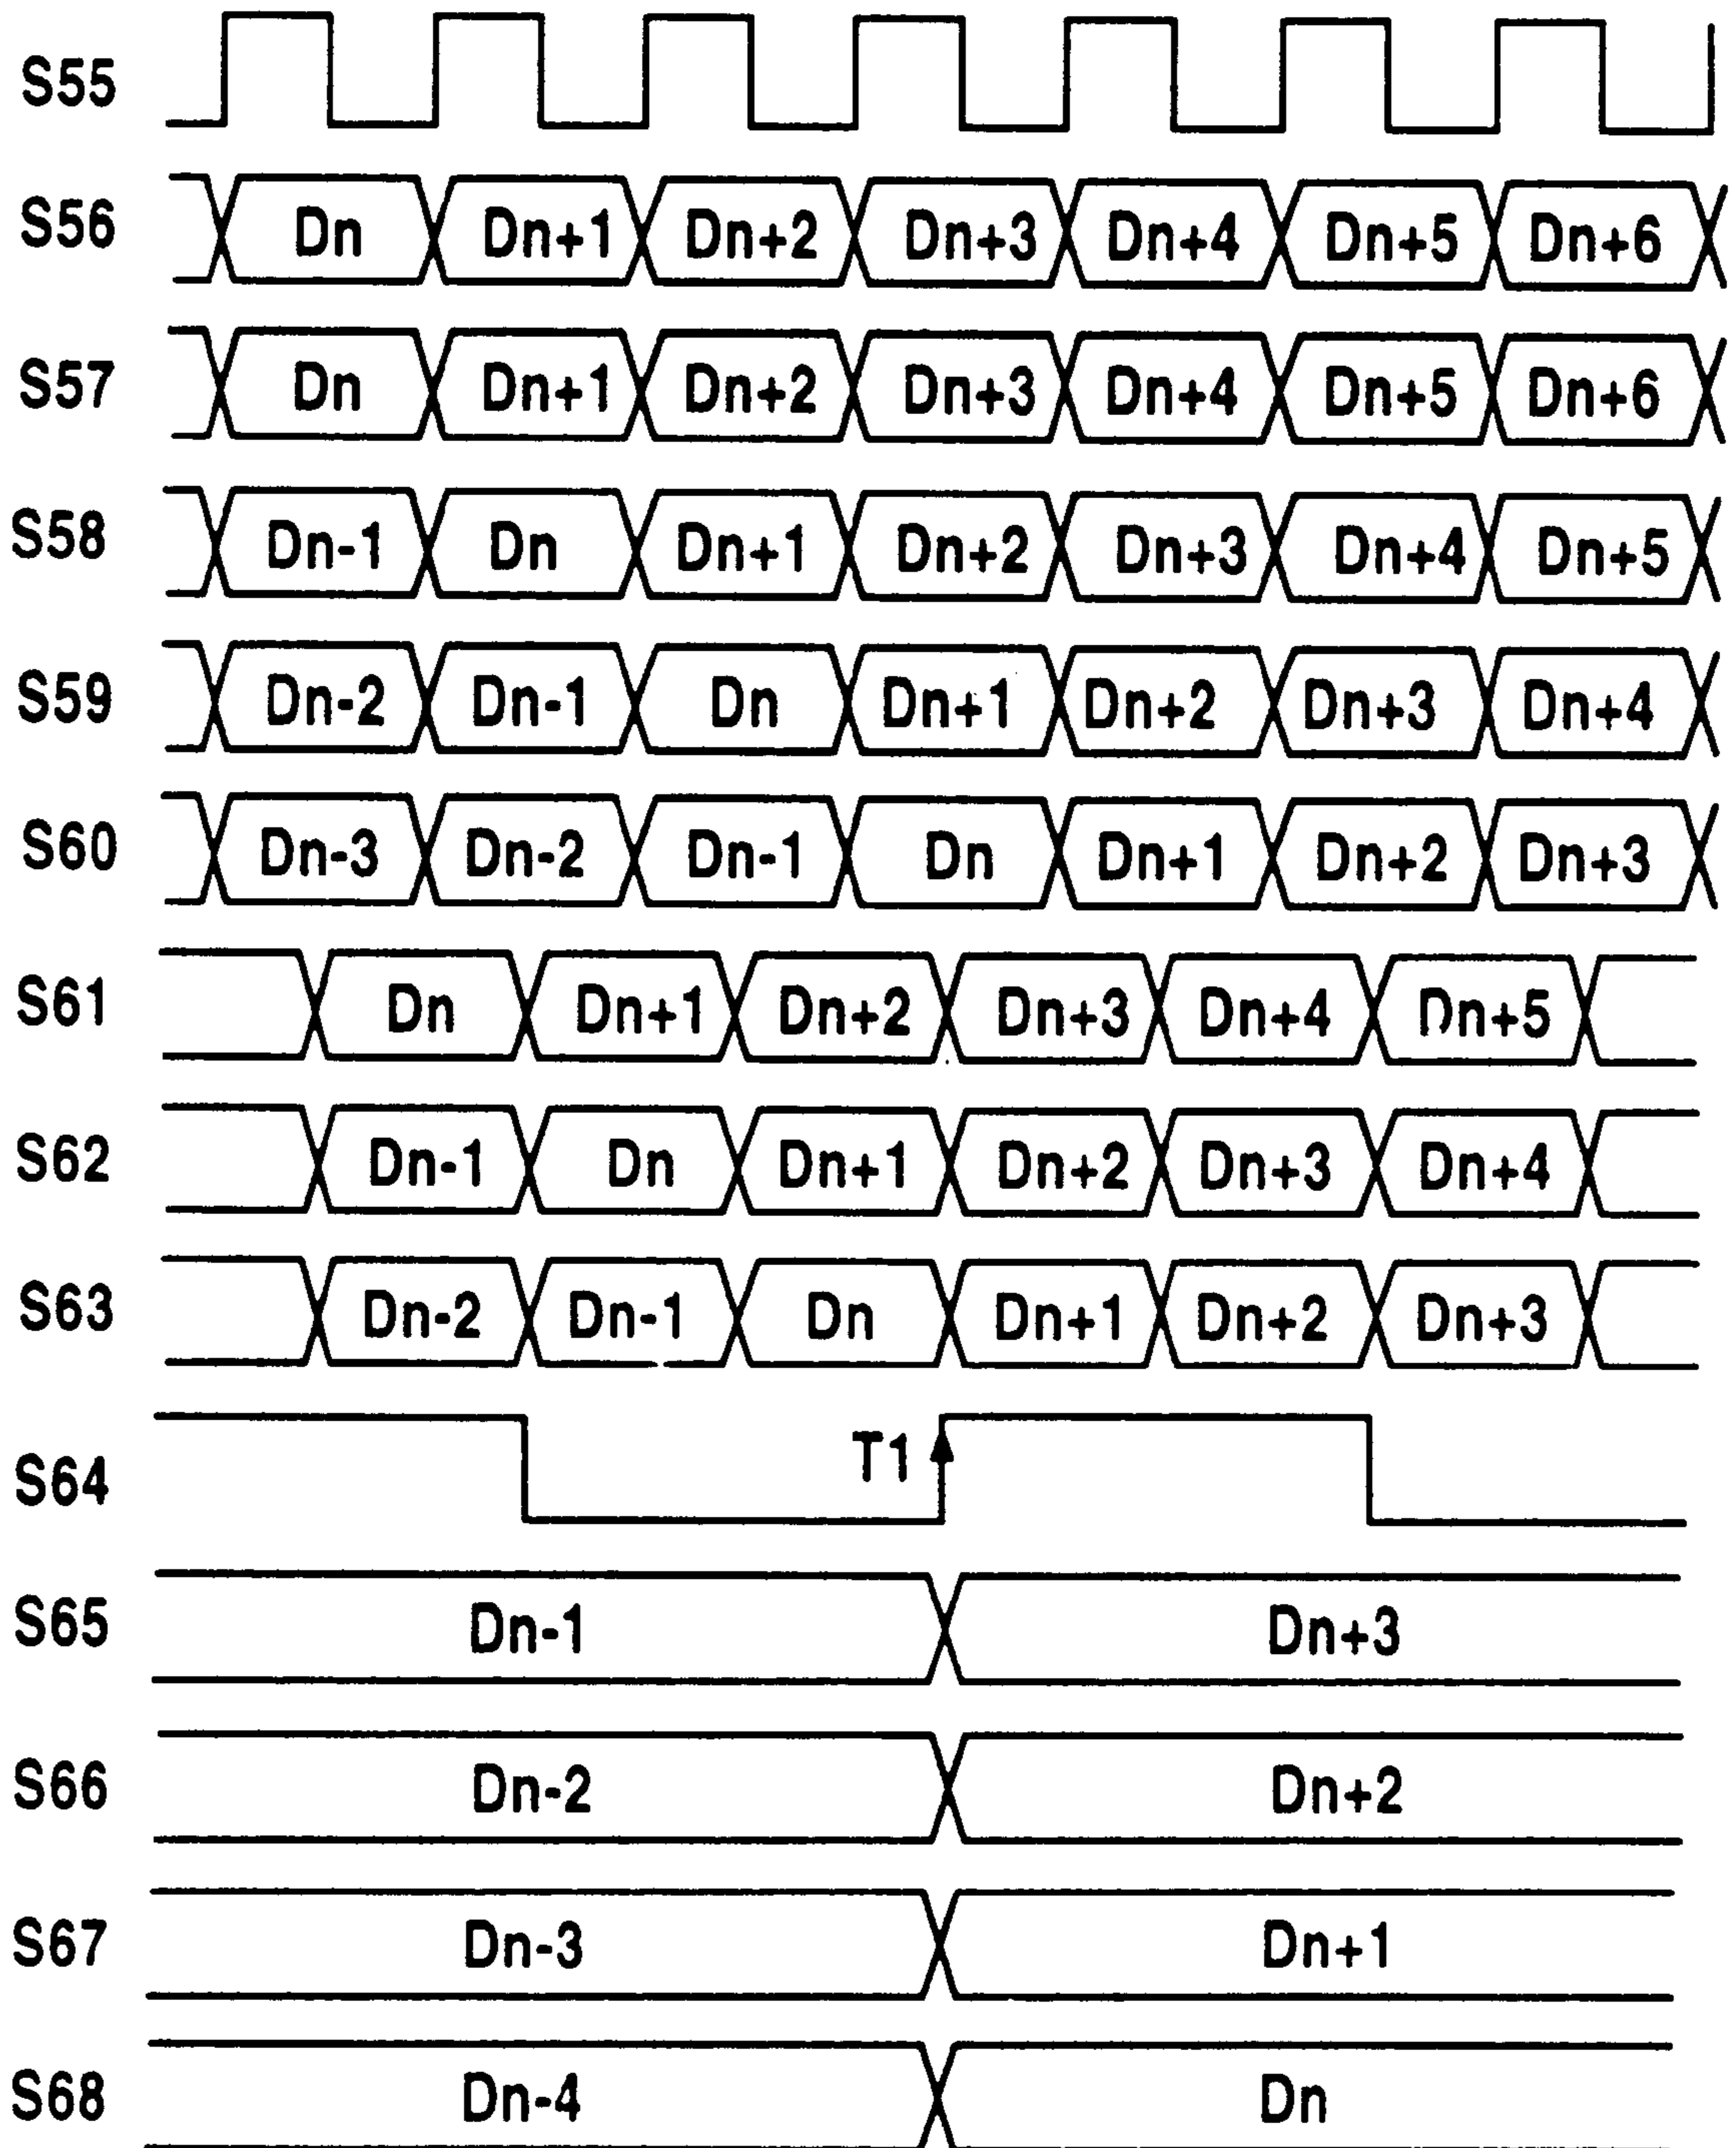 S55
S56 Dn Dn+1 Dn+2 Dn+3 Dn+4 Dn+5 Dn+6
S57 Dn Dn+1 Dn+2 Dn+3 Dn+4 Dn+5 Dn+6
S58 Dn-1 Dn Dn+1 Dn+2 Dn+3 Dn+4 Dn+5
S59 Dn-2 Dn-1 Dn Dn+1 Dn+2 Dn+3 Dn+4
S60 Dn-3 Dn-2 Dn-1 Dn Dn+1 Dn+2 Dn+3
S61 Dn Dn+1 Dn+2 Dn+3 Dn+4 Dn+5
S62 Dn-1 Dn Dn+1 Dn+2 Dn+3 Dn+4
S63 Dn-2 Dn-1 Dn Dn+1 Dn+2 Dn+3
S64 T1
S65 Dn-1 Dn+3
S66 Dn-2 Dn+2
S67 Dn-3 Dn+1
S68 Dn-4 Dn